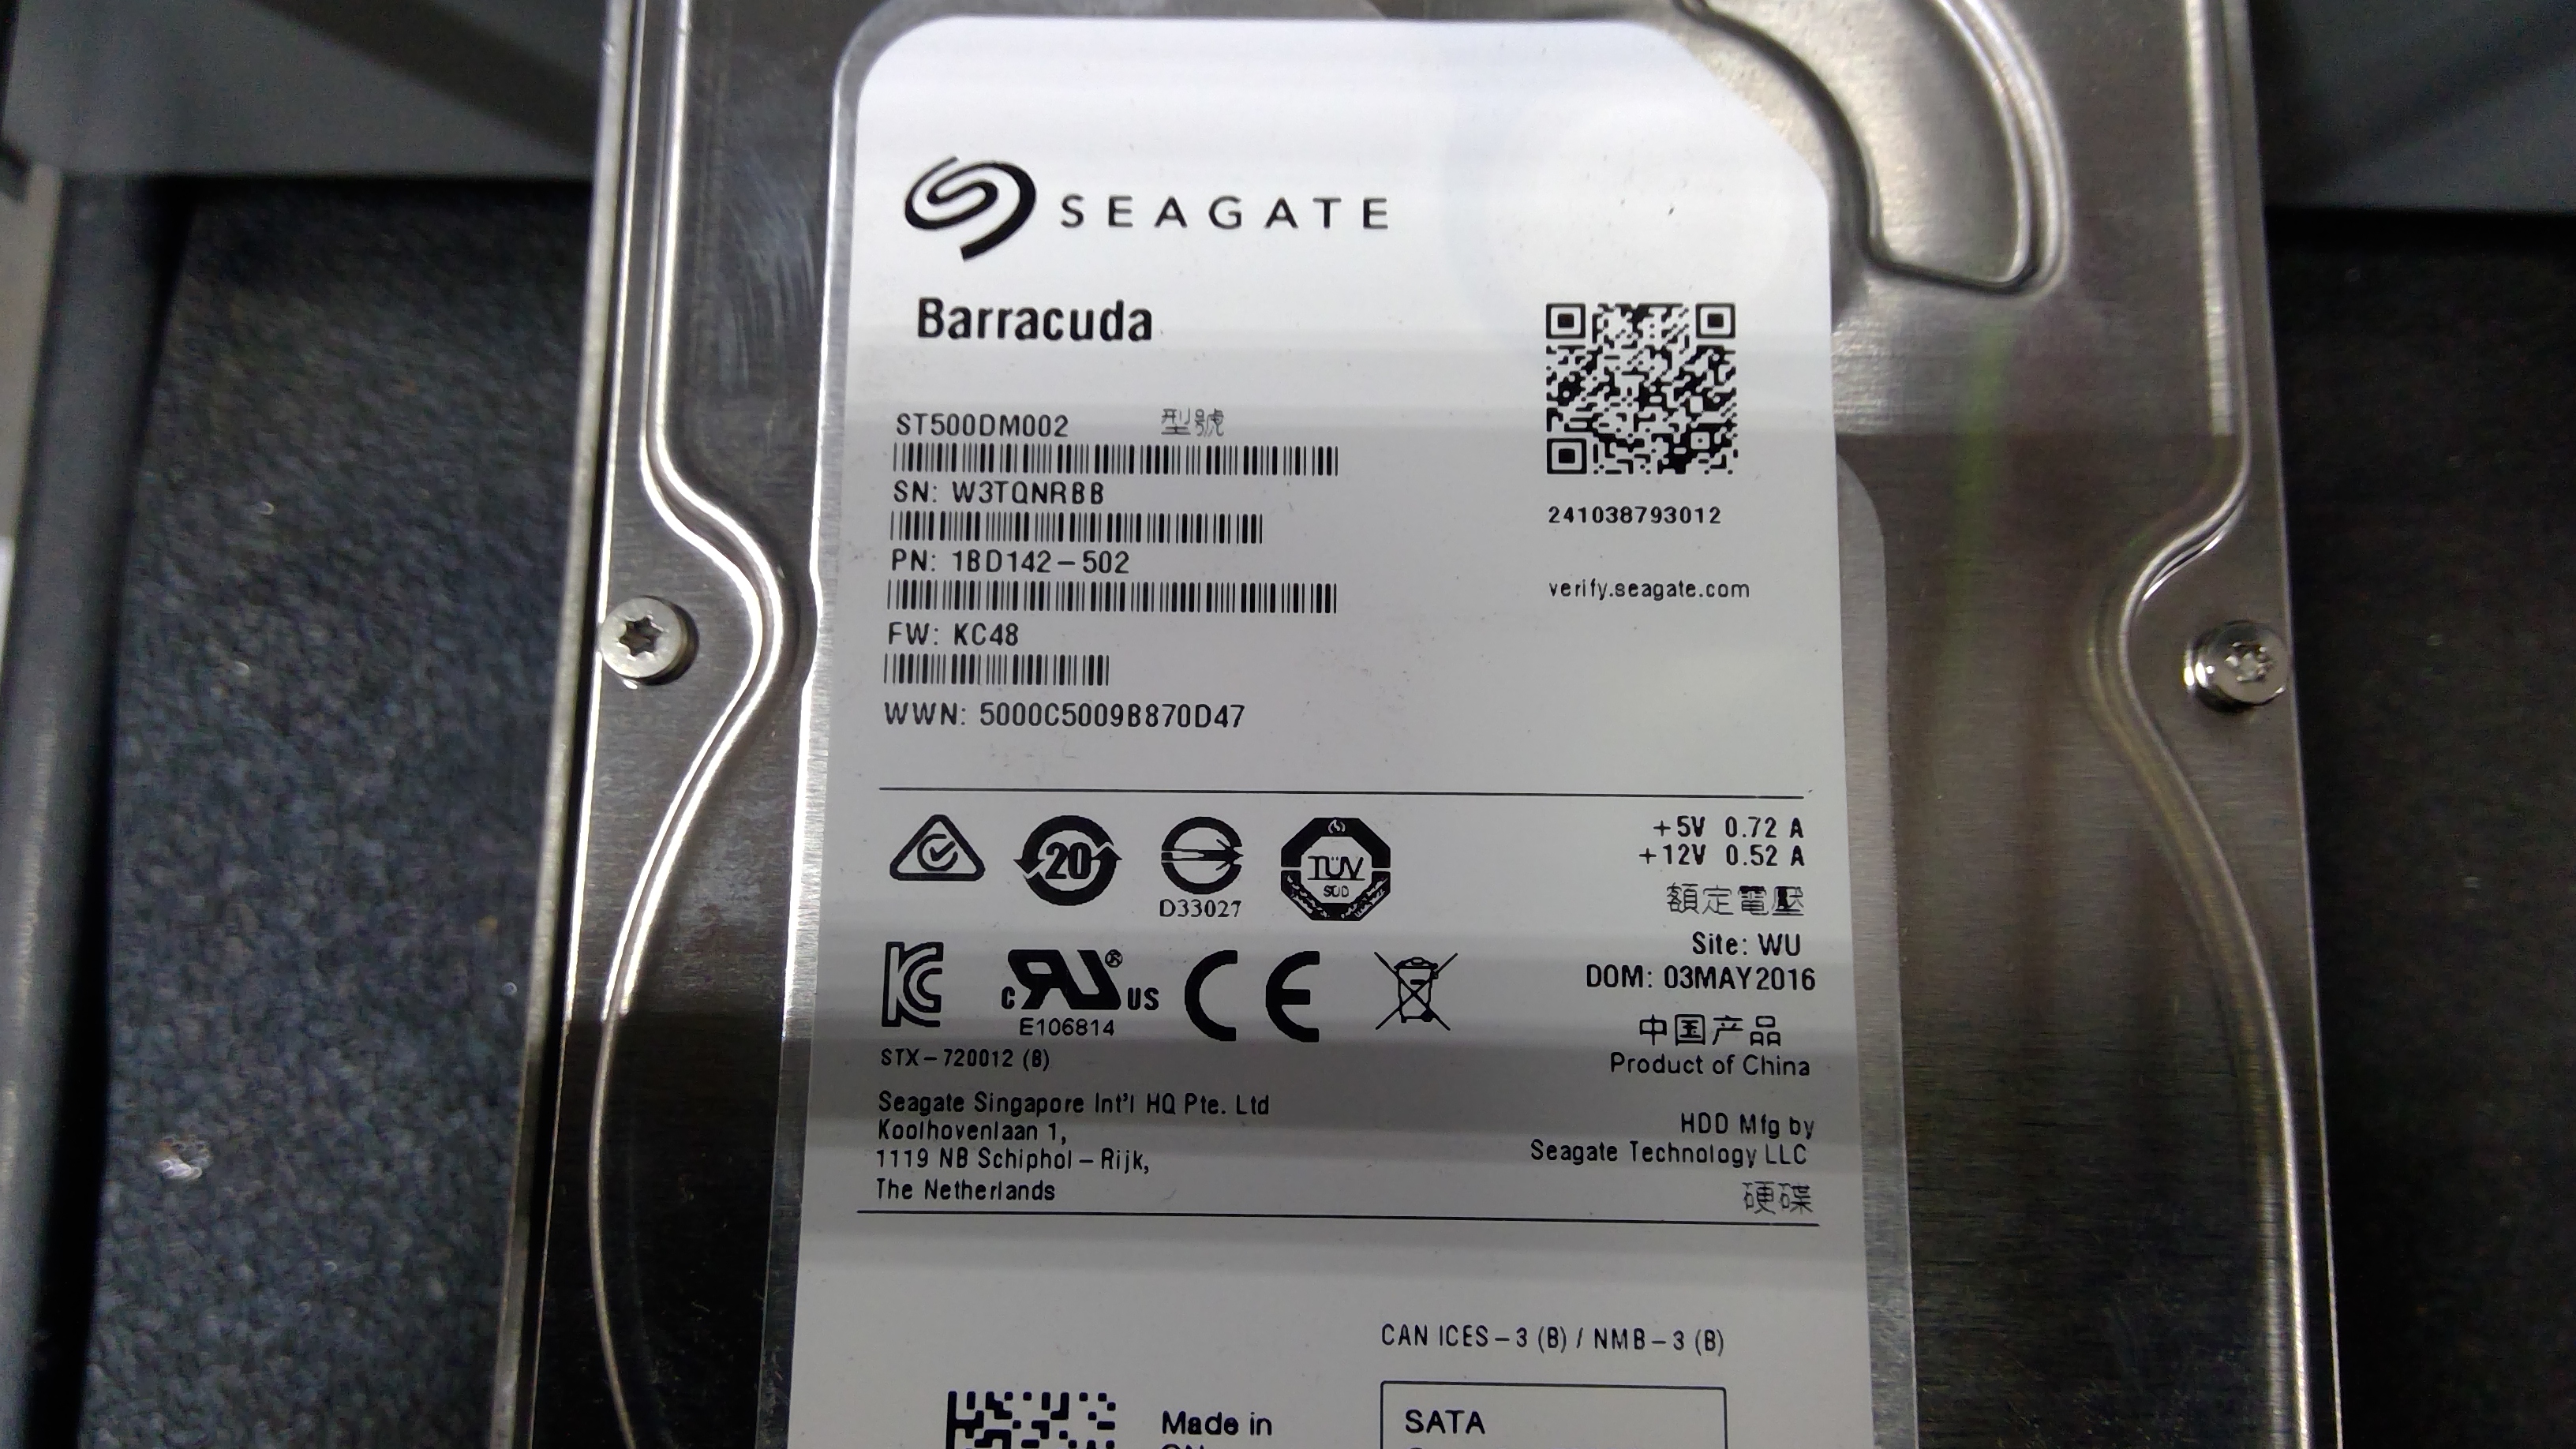 SEAGATE
Barracuda
ST500DM002 型號
SN: W3TQNRBB
PN: 1BD142-502
FW: KC48
WWN: 5000C5009B870D47
241038793012
verify.seagate.com
20
D33027
TÜV
SÜD
+5V 0.72 A
+12V 0.52 A
額定電壓
Site: WU
DOM: 03MAY2016
中国产品
Product of China
c US
E106814
CE
STX-720012 (B)
Seagate Singapore Int'l HQ Pte. Ltd
Koolhovenlaan 1,
1119 NB Schiphol-Rijk,
The Netherlands
HDD Mfg by
Seagate Technology LLC
硬碟
CAN ICES-3 (B) / NMB-3 (B)
Made in
SATA